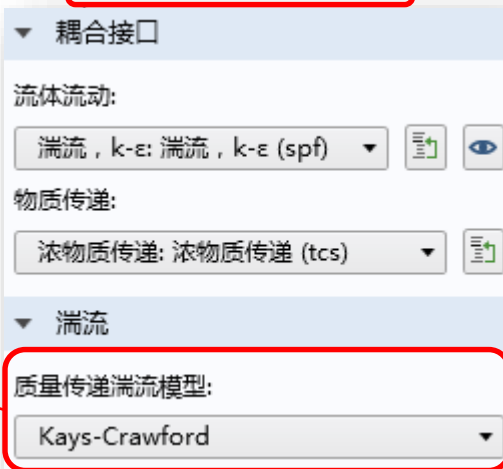 耦合接口
流体流动:
湍流，k-ε: 湍流，k-ε (spf)
物质传递:
浓物质传递: 浓物质传递 (tcs)
湍流
质量传递湍流模型:
Kays-Crawford